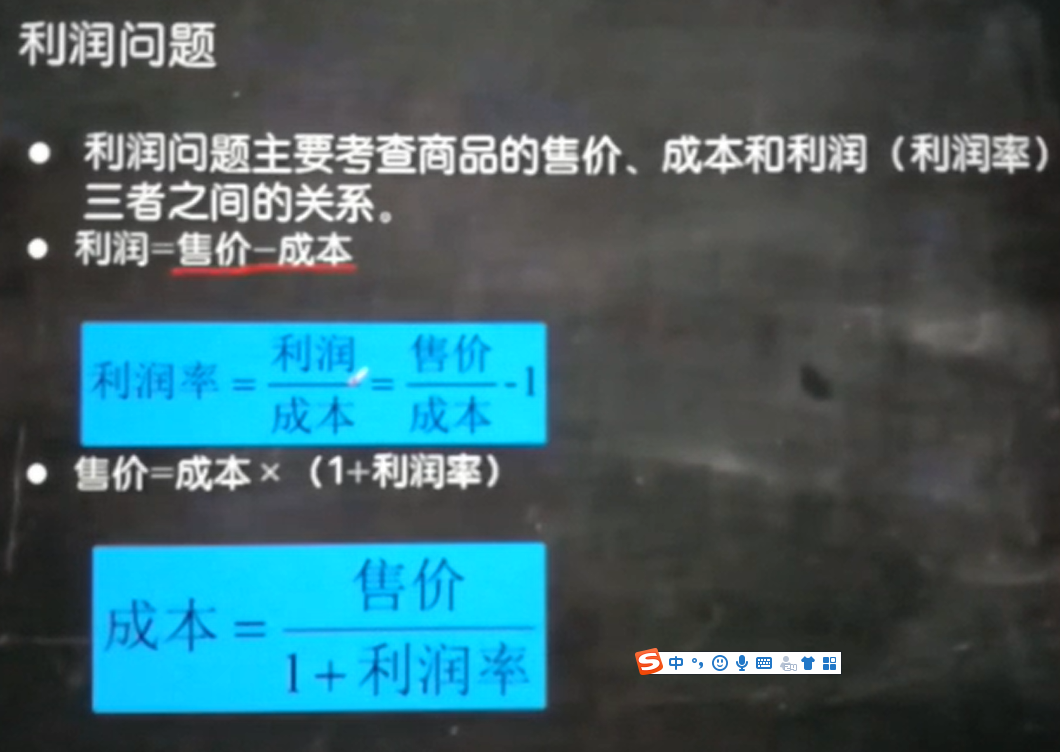 利润问题
● 利润问题主要考查商品的售价、成本和利润（利润率）
三者之间的关系。
● 利润=售价-成本
利润率 = 利润/成本 = 售价/成本 -1
● 售价=成本×（1+利润率）
成本 = 售价/1+利润率
S 中 °,